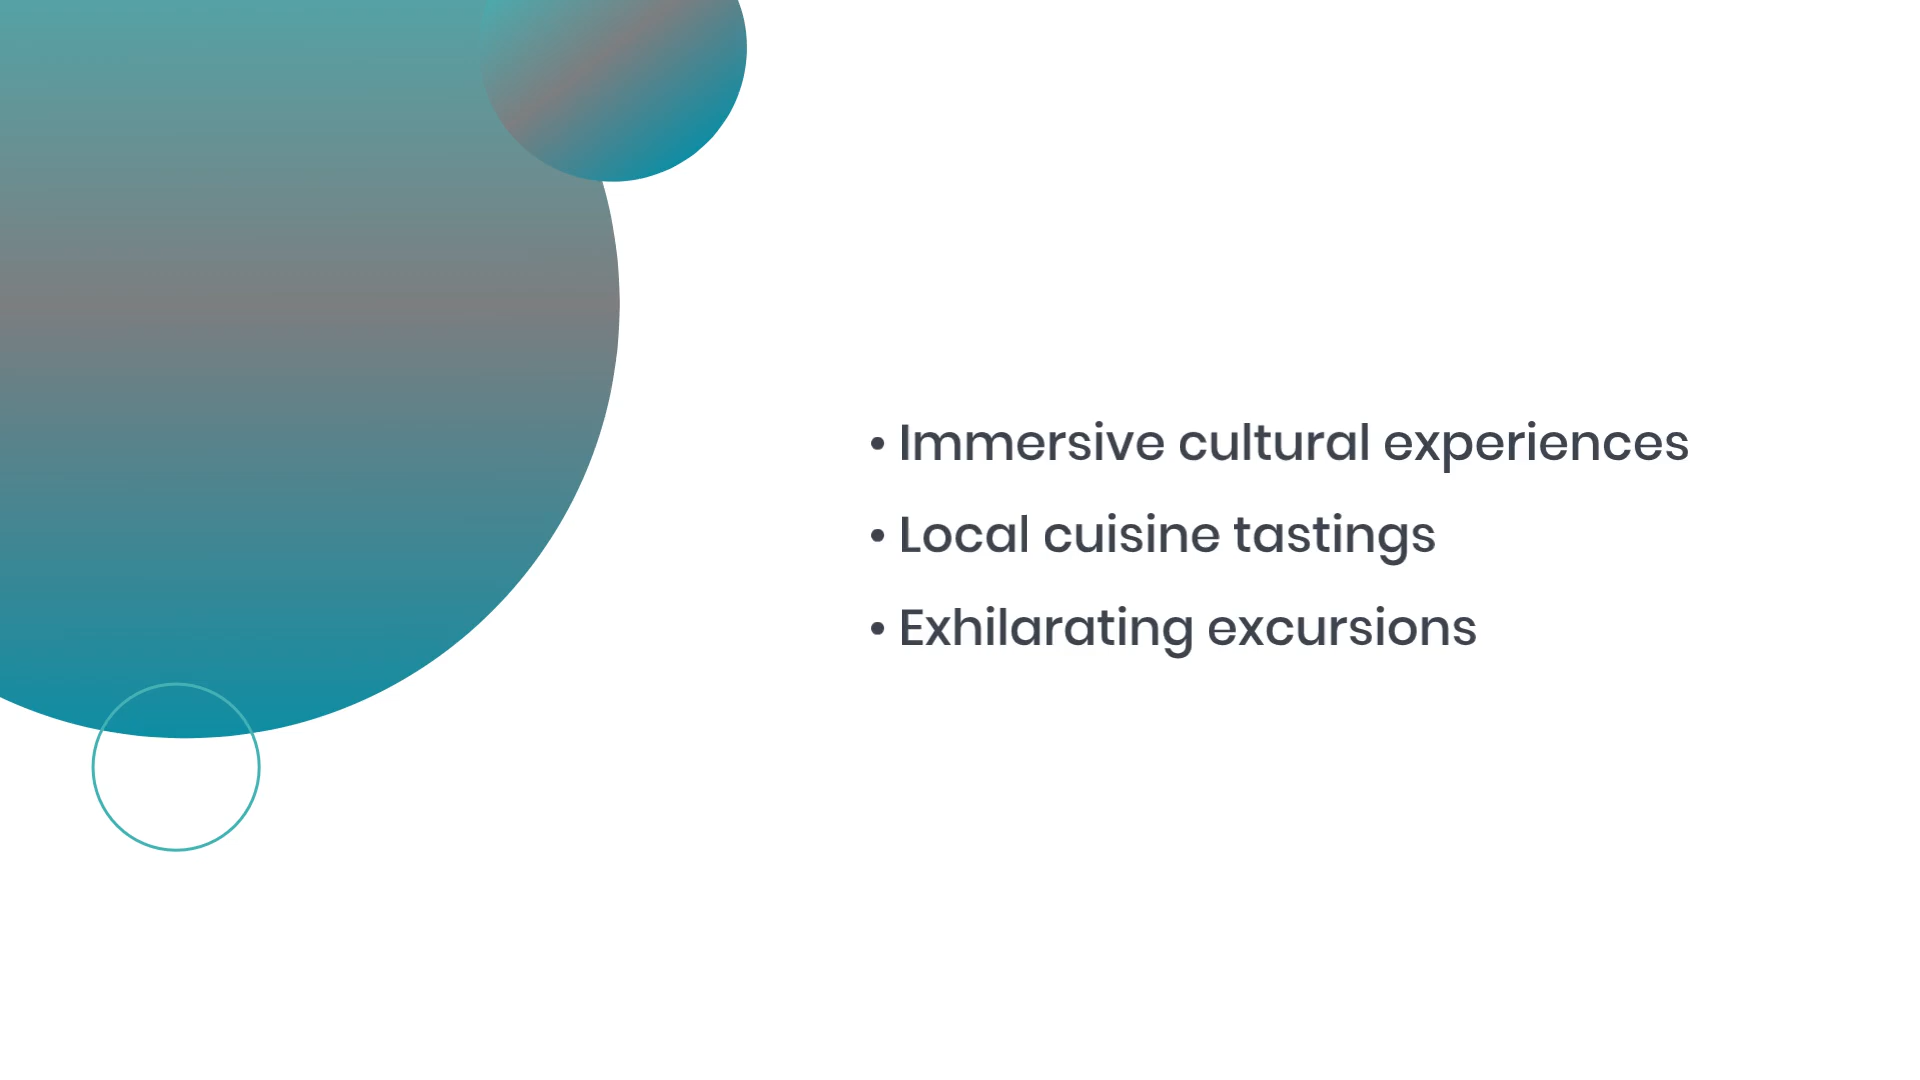 • Immersive cultural experiences
• Local cuisine tastings
• Exhilarating excursions